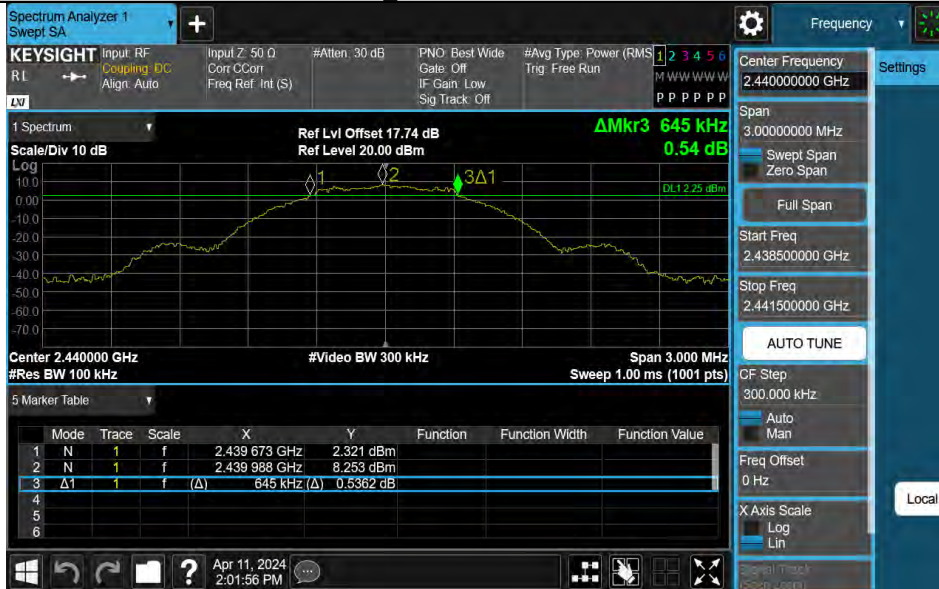 Spectrum Analyzer 1
Swept SA
+
Frequency
KEYSIGHT
RL
LXI
Input: RF
Coupling: DC
Align: Auto
Input Z: 50 Ω
Corr CCorr
Freq Ref: Int (S)
#Atten: 30 dB
PNO: Best Wide
Gate: Off
IF Gain: Low
Sig Track: Off
#Avg Type: Power (RMS
Trig: Free Run
1 2 3 4 5 6
M W W W W W
P P P P P P
1 Spectrum
Scale/Div 10 dB
Ref Lvl Offset 17.74 dB
Ref Level 20.00 dBm
ΔMkr3 645 kHz
0.54 dB
Log
1
2
3Δ1
DL1 2.25 dBm
10.0
0.00
-10.0
-20.0
-30.0
-40.0
-50.0
-60.0
-70.0
Center 2.440000 GHz
#Video BW 300 kHz
Span 3.000 MHz
#Res BW 100 kHz
Sweep 1.00 ms (1001 pts)
5 Marker Table
Mode Trace Scale X Y Function Function Width Function Value
1 N 1 f 2.439 673 GHz 2.321 dBm
2 N 1 f 2.439 988 GHz 8.253 dBm
3 Δ1 1 f (Δ) 645 kHz (Δ) 0.5362 dB
4
5
6
?
Apr 11, 2024
2:01:56 PM
Center Frequency
2.440000000 GHz
Settings
Span
3.00000000 MHz
Swept Span
Zero Span
Full Span
Start Freq
2.438500000 GHz
Stop Freq
2.441500000 GHz
AUTO TUNE
CF Step
300.000 kHz
Auto
Man
Freq Offset
0 Hz
Local
X Axis Scale
Log
Lin
Signal Track
(Span Zoom)